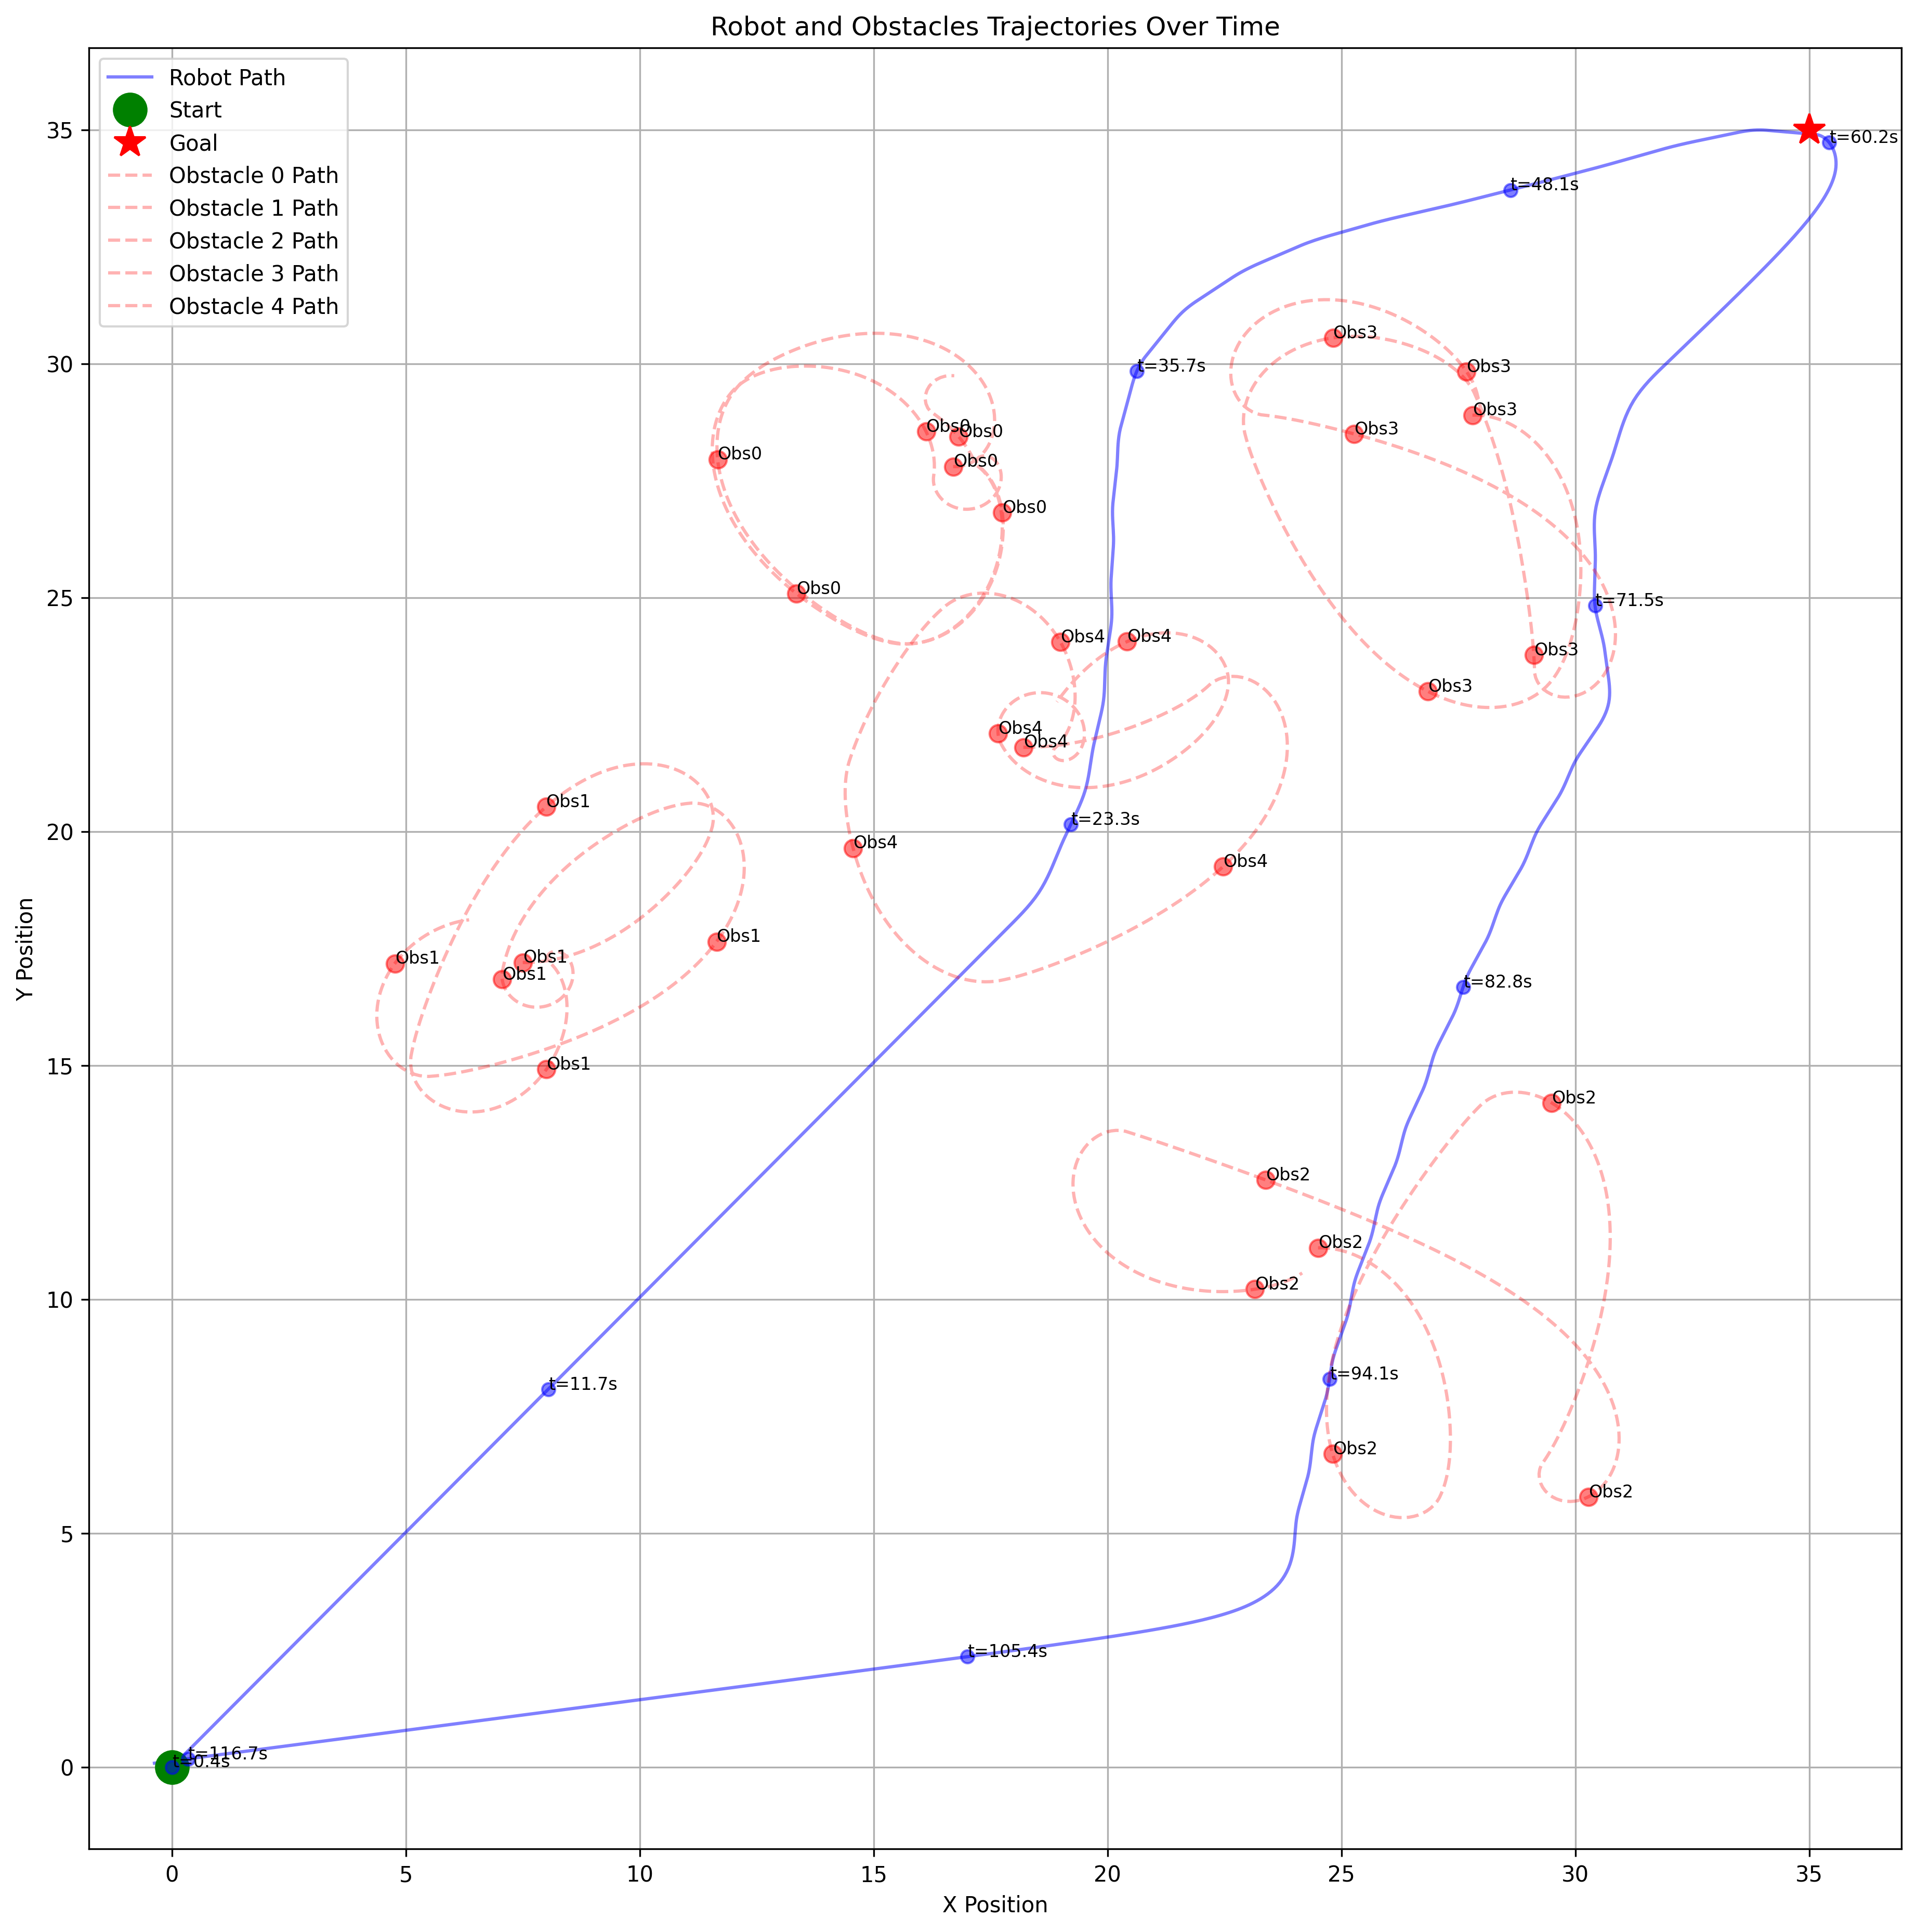 Robot and Obstacles Trajectories Over Time
Robot Path
Start
Goal
Obstacle 0 Path
Obstacle 1 Path
Obstacle 2 Path
Obstacle 3 Path
Obstacle 4 Path
35
30
25
20
15
10
5
0
Y Position
t=60.2s
t=48.1s
t=35.7s
Obs3
Obs3
Obs3
Obs3
Obs0
Obs0
Obs0
Obs0
Obs0
Obs0
t=71.5s
Obs3
Obs3
Obs4
Obs4
Obs4
Obs4
t=23.3s
Obs4
Obs4
Obs1
Obs1
Obs1
Obs1
Obs1
Obs1
t=82.8s
Obs2
Obs2
Obs2
Obs2
t=94.1s
t=11.7s
Obs2
Obs2
t=105.4s
t=116.7s
t=0.4s
0
5
10
15
20
25
30
35
X Position